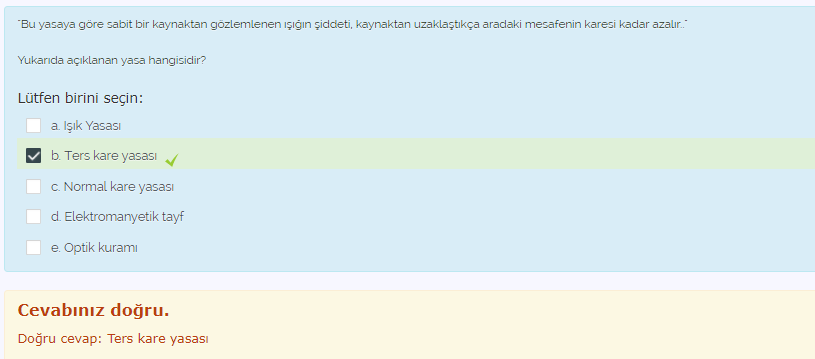 "Bu yasaya göre sabit bir kaynaktan gözlemlenen ışığın şiddeti, kaynaktan uzaklaştıkça aradaki mesafenin karesi kadar azalır.."
Yukarıda açıklanan yasa hangisidir?
Lütfen birini seçin:
a. Işık Yasası
b. Ters kare yasası
c. Normal kare yasası
d. Elektromanyetik tayf
e. Optik kuramı
Cevabınız doğru.
Doğru cevap: Ters kare yasası